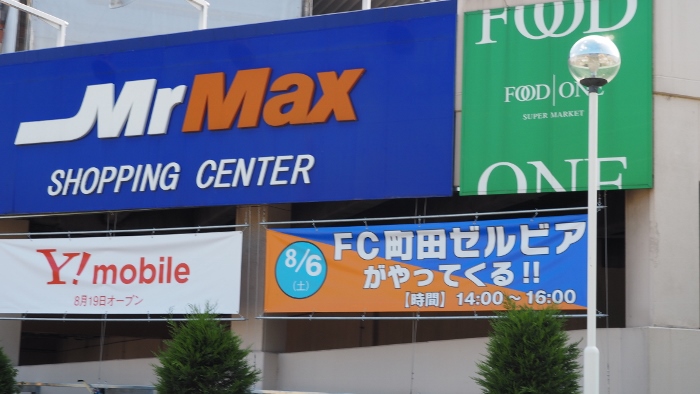 MrMax
SHOPPING CENTER
FOOD
FOOD|ONE
SUPER MARKET
ONE
Y!mobile
8月19日オープン
8/6
(土)
FC町田ゼルビア
がやってくる!!
【時間】14:00~16:00